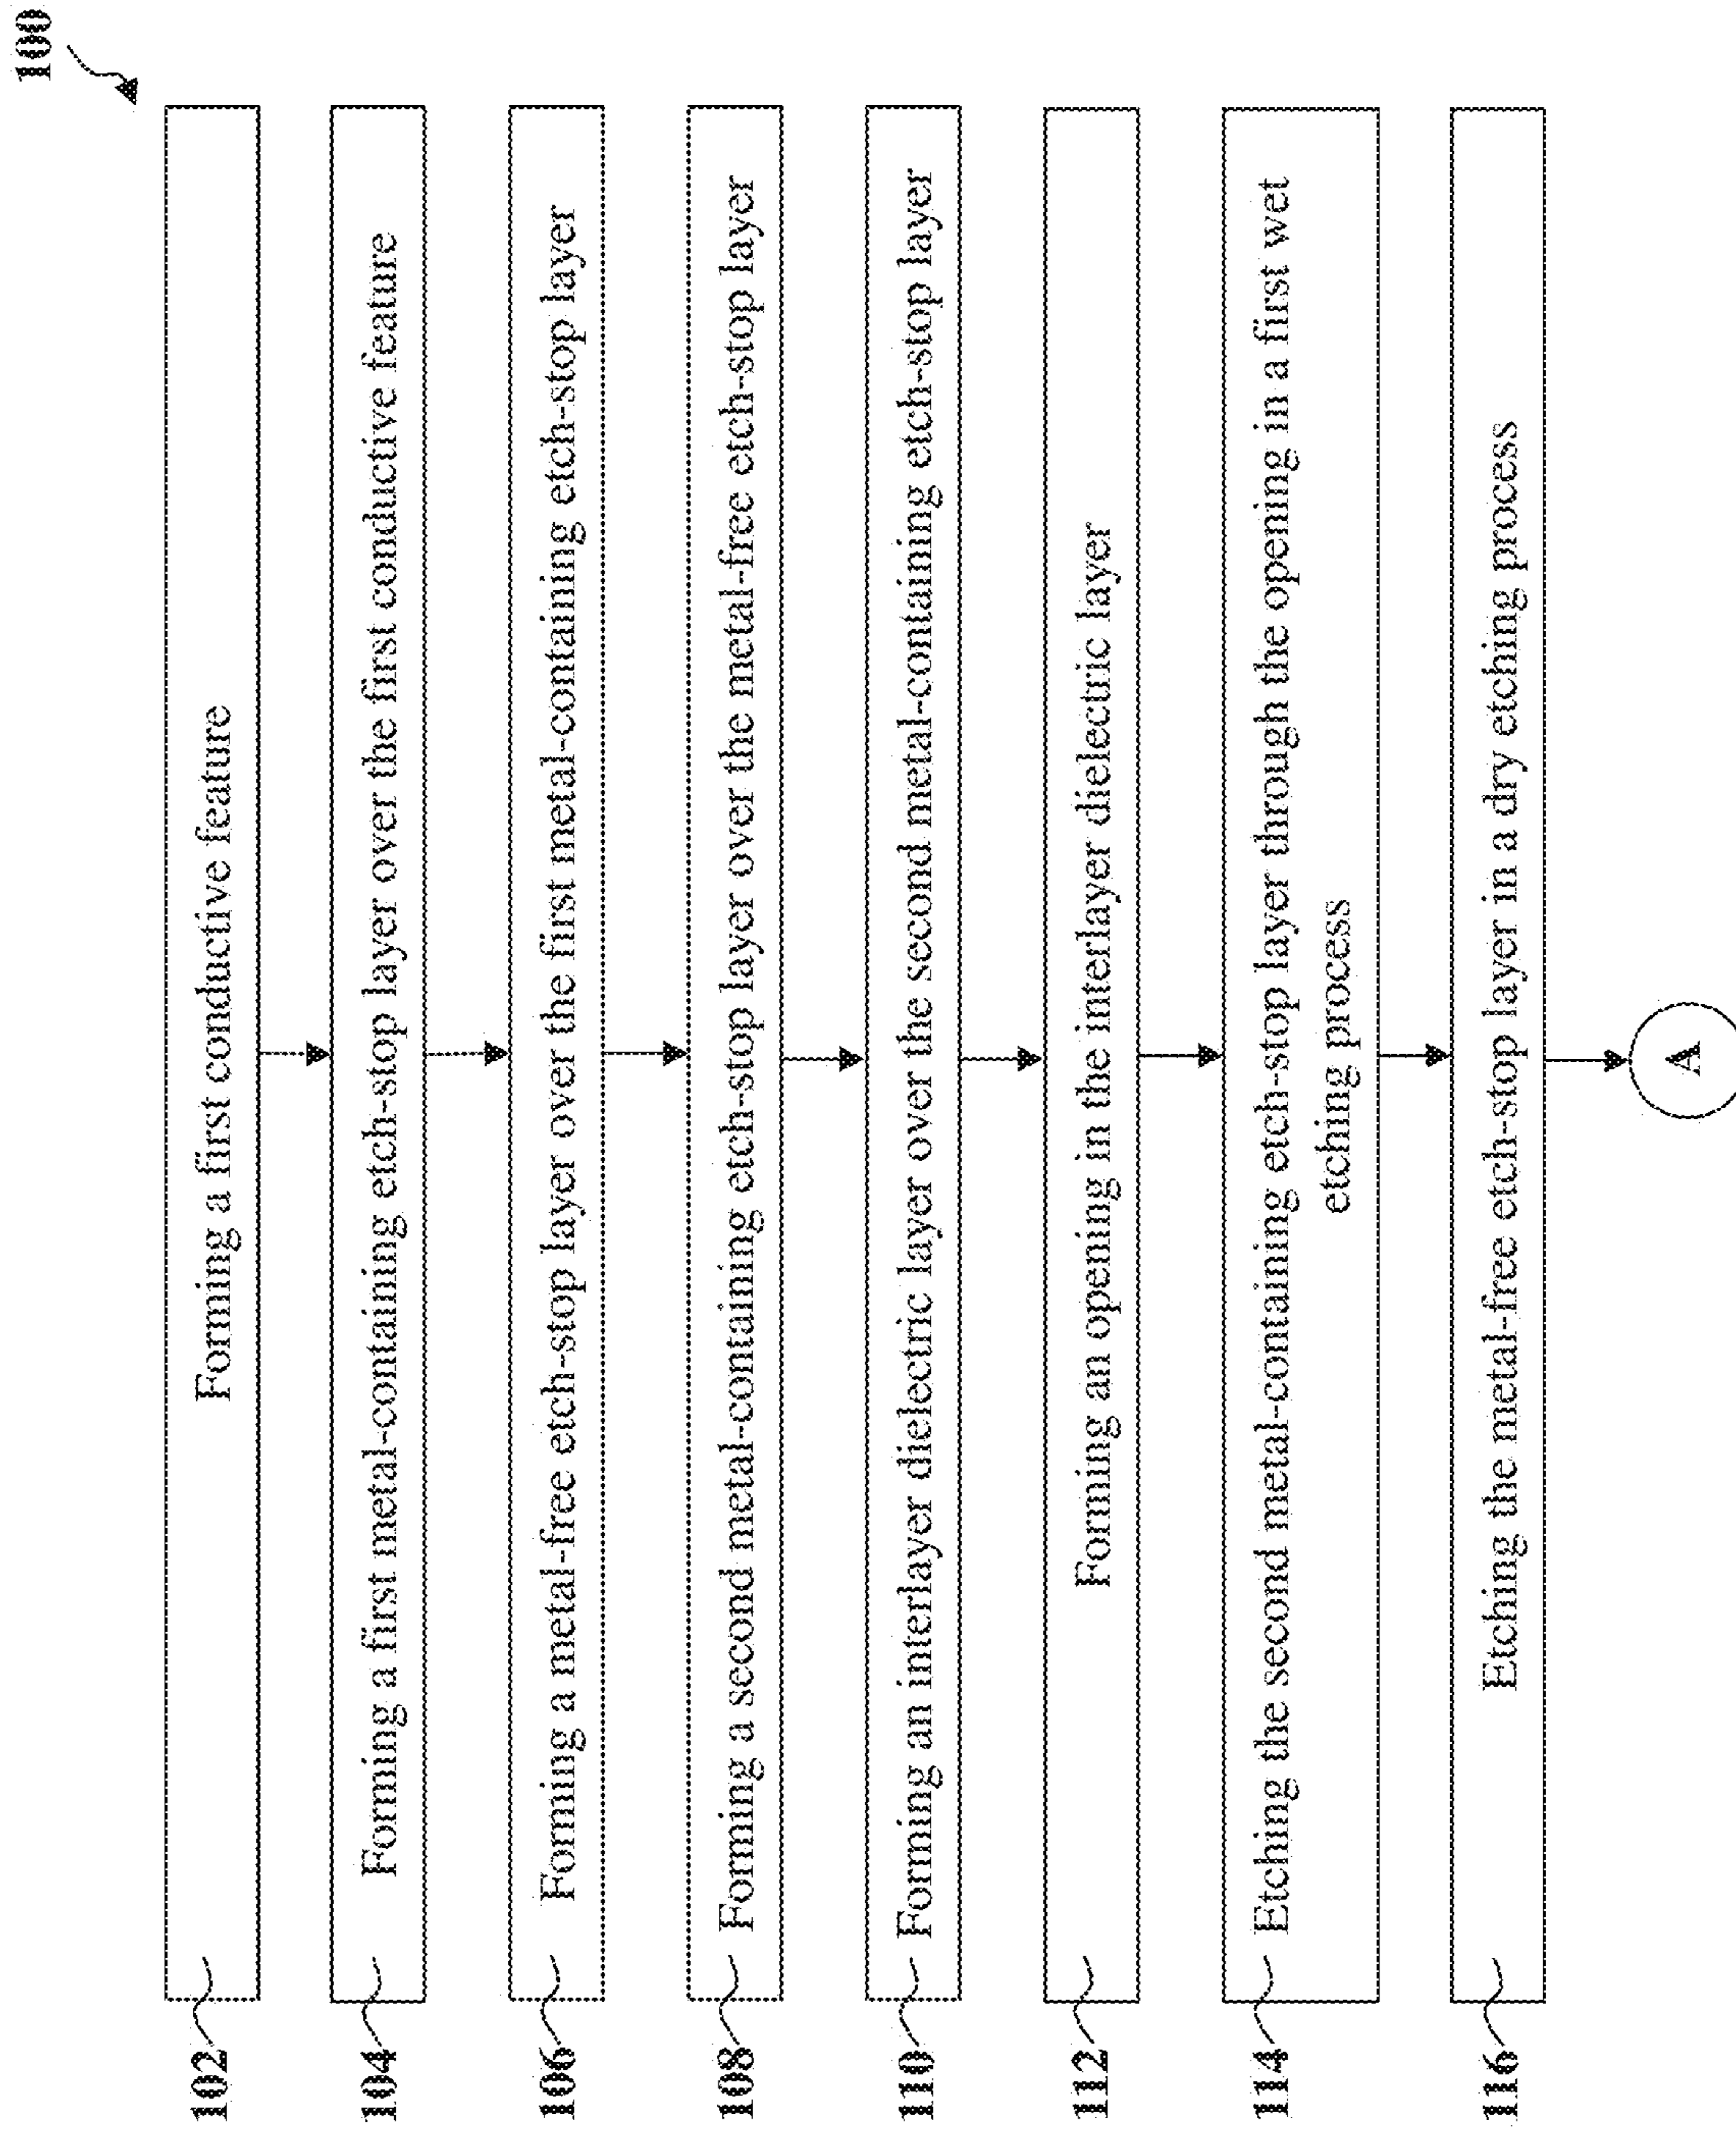 100
102
Forming a first conductive feature
104
Forming a first metal-containing etch-stop layer over the first conductive feature
106
Forming a metal-free etch-stop layer over the first metal-containing etch-stop layer
108
Forming a second metal-containing etch-stop layer over the metal-free etch-stop layer
110
Forming an interlayer dielectric layer over the second metal-containing etch-stop layer
112
Forming an opening in the interlayer dielectric layer
114
Etching the second metal-containing etch-stop layer through the opening in a first wet
etching process
116
Etching the metal-free etch-stop layer in a dry etching process
A